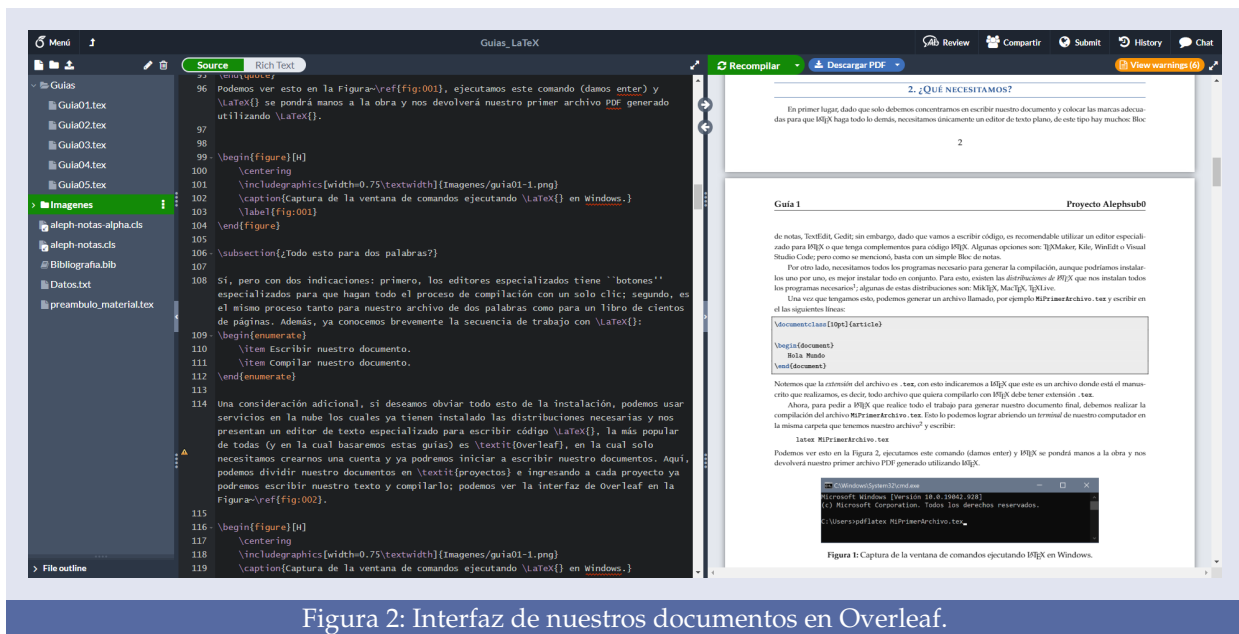 Menú
Guias_LaTeX
Review
Compartir
Submit
History
Chat
Source
Rich Text
Recompilar
Descargar PDF
View warnings (6)
Guias
Guia01.tex
Guia02.tex
Guia03.tex
Guia04.tex
Guia05.tex
Imagenes
aleph-notas-alpha.cls
aleph-notas.cls
Bibliografia.bib
Datos.txt
preambulo_material.tex
File outline
95 \end{quote}
96 Podemos ver esto en la Figura~\ref{fig:001}, ejecutamos este comando (damos enter) y
\LaTeX{} se pondrá manos a la obra y nos devolverá nuestro primer archivo PDF generado
utilizando \LaTeX{}.
97
98
99 \begin{figure}[H]
100 \centering
101 \includegraphics[width=0.75\textwidth]{Imagenes/guia01-1.png}
102 \caption{Captura de la ventana de comandos ejecutando \LaTeX{} en Windows.}
103 \label{fig:001}
104 \end{figure}
105
106 \subsection{¿Todo esto para dos palabras?}
107
108 Sí, pero con dos indicaciones: primero, los editores especializados tiene ``botones''
especializados para que hagan todo el proceso de compilación con un solo clic; segundo, es
el mismo proceso tanto para nuestro archivo de dos palabras como para un libro de cientos
de páginas. Además, ya conocemos brevemente la secuencia de trabajo con \LaTeX{}:
109 \begin{enumerate}
110 \item Escribir nuestro documento.
111 \item Compilar nuestro documento.
112 \end{enumerate}
113
114 Una consideración adicional, si deseamos obviar todo esto de la instalación, podemos usar
servicios en la nube los cuales ya tienen instalado las distribuciones necesarias y nos
presentan un editor de texto especializado para escribir código \LaTeX{}, la más popular
de todas (y en la cual basaremos estas guías) es \textit{Overleaf}, en la cual solo
necesitamos crearnos una cuenta y ya podremos iniciar a escribir nuestro documentos. Aquí,
podemos dividir nuestro documentos en \textit{proyectos} e ingresando a cada proyecto ya
podremos escribir nuestro texto y compilarlo; podemos ver la interfaz de Overleaf en la
Figura~\ref{fig:002}.
115
116 \begin{figure}[H]
117 \centering
118 \includegraphics[width=0.75\textwidth]{Imagenes/guia01-1.png}
119 \caption{Captura de la ventana de comandos ejecutando \LaTeX{} en Windows.}
2. ¿QUÉ NECESITAMOS?
En primer lugar, dado que solo debemos concentrarnos en escribir nuestro documento y colocar las marcas adecua-
das para que LATEX haga todo lo demás, necesitamos únicamente un editor de texto plano, de este tipo hay muchos: Bloc
2
Guía 1
Proyecto Alephsub0
de notas, TextEdit, Gedit; sin embargo, dado que vamos a escribir código, es recomendable utilizar un editor especiali-
zado para LATEX o que tenga complementos para código LATEX. Algunas opciones son: TEXMaker, Kile, WinEdt o Visual
Studio Code; pero como se mencionó, basta con un simple Bloc de notas.
Por otro lado, necesitamos todos los programas necesario para generar la compilación, aunque podríamos instalar-
los uno por uno, es mejor instalar todo en conjunto. Para esto, existen las distribuciones de LATEX que nos instalan todos
los programas necesarios1; algunas de estas distribuciones son: MikTEX, MacTEX, TEXLive.
Una vez que tengamos esto, podemos generar un archivo llamado, por ejemplo MiPrimerArchivo.tex y escribir en
el las siguientes líneas:
\documentclass[10pt]{article}
\begin{document}
Hola Mundo
\end{document}
Notemos que la extensión del archivo es .tex, con esto indicaremos a LATEX que este es un archivo donde está el manus-
crito que realizamos, es decir, todo archivo que quiera compilarlo con LATEX debe tener extensión .tex.
Ahora, para pedir a LATEX que realice todo el trabajo para generar nuestro documento final, debemos realizar la
compilación del archivo MiPrimerArchivo.tex. Esto lo podemos lograr abriendo un terminal de nuestro computador en
la misma carpeta que tenemos nuestro archivo2 y escribir:
latex MiPrimerArchivo.tex
Podemos ver esto en la Figura 2, ejecutamos este comando (damos enter) y LATEX se pondrá manos a la obra y nos
devolverá nuestro primer archivo PDF generado utilizando LATEX.
C:\Windows\System32\cmd.exe
Microsoft Windows [Versión 10.0.19042.928]
(c) Microsoft Corporation. Todos los derechos reservados.
C:\Users>pdflatex MiPrimerArchivo.tex_
Figura 1: Captura de la ventana de comandos ejecutando LATEX en Windows.
Figura 2: Interfaz de nuestros documentos en Overleaf.